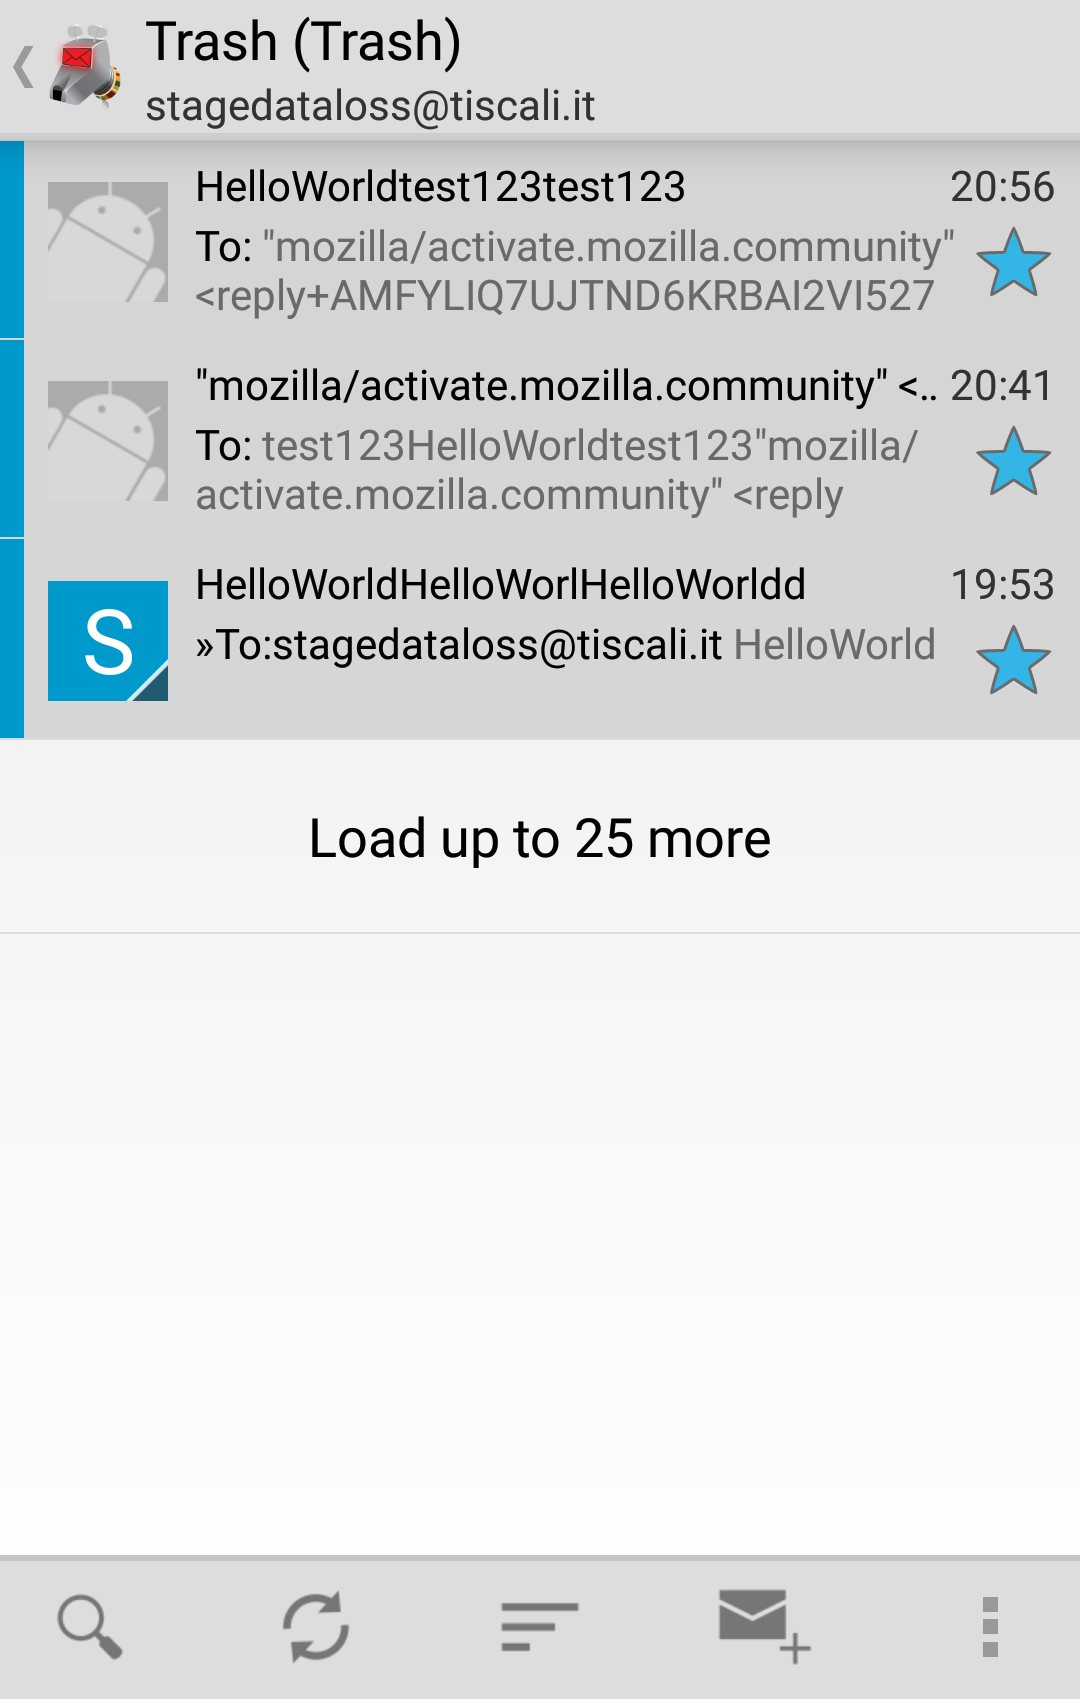 Trash (Trash)
stagedataloss@tiscali.it
HelloWorldtest123test123 20:56
To: "mozilla/activate.mozilla.community"
<reply+AMFYLIQ7UJTND6KRBAI2VI527
"mozilla/activate.mozilla.community" <.. 20:41
To: test123HelloWorldtest123"mozilla/
activate.mozilla.community" <reply
S
HelloWorldHelloWorlHelloWorldd 19:53
»To:stagedataloss@tiscali.it HelloWorld
Load up to 25 more